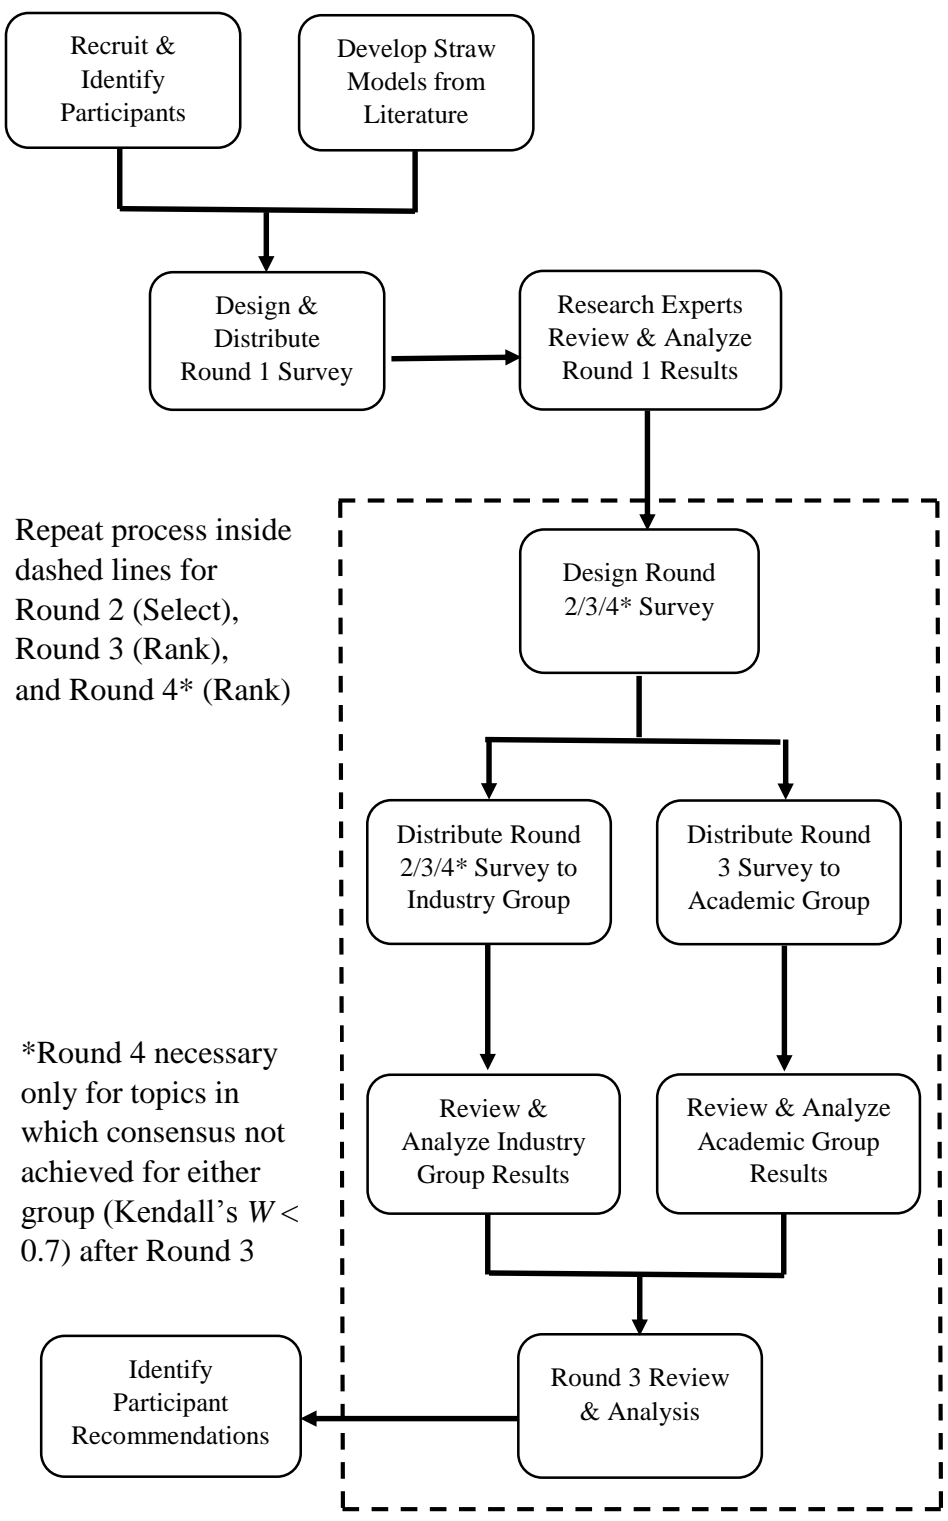 Recruit &
Identify
Participants
Develop Straw
Models from
Literature
Design &
Distribute
Round 1 Survey
Research Experts
Review & Analyze
Round 1 Results
Repeat process inside
dashed lines for
Round 2 (Select),
Round 3 (Rank),
and Round 4* (Rank)
Design Round
2/3/4* Survey
Distribute Round
2/3/4* Survey to
Industry Group
Distribute Round
3 Survey to
Academic Group
*Round 4 necessary
only for topics in
which consensus not
achieved for either
group (Kendall’s W <
0.7) after Round 3
Review &
Analyze Industry
Group Results
Review & Analyze
Academic Group
Results
Identify
Participant
Recommendations
Round 3 Review
& Analysis